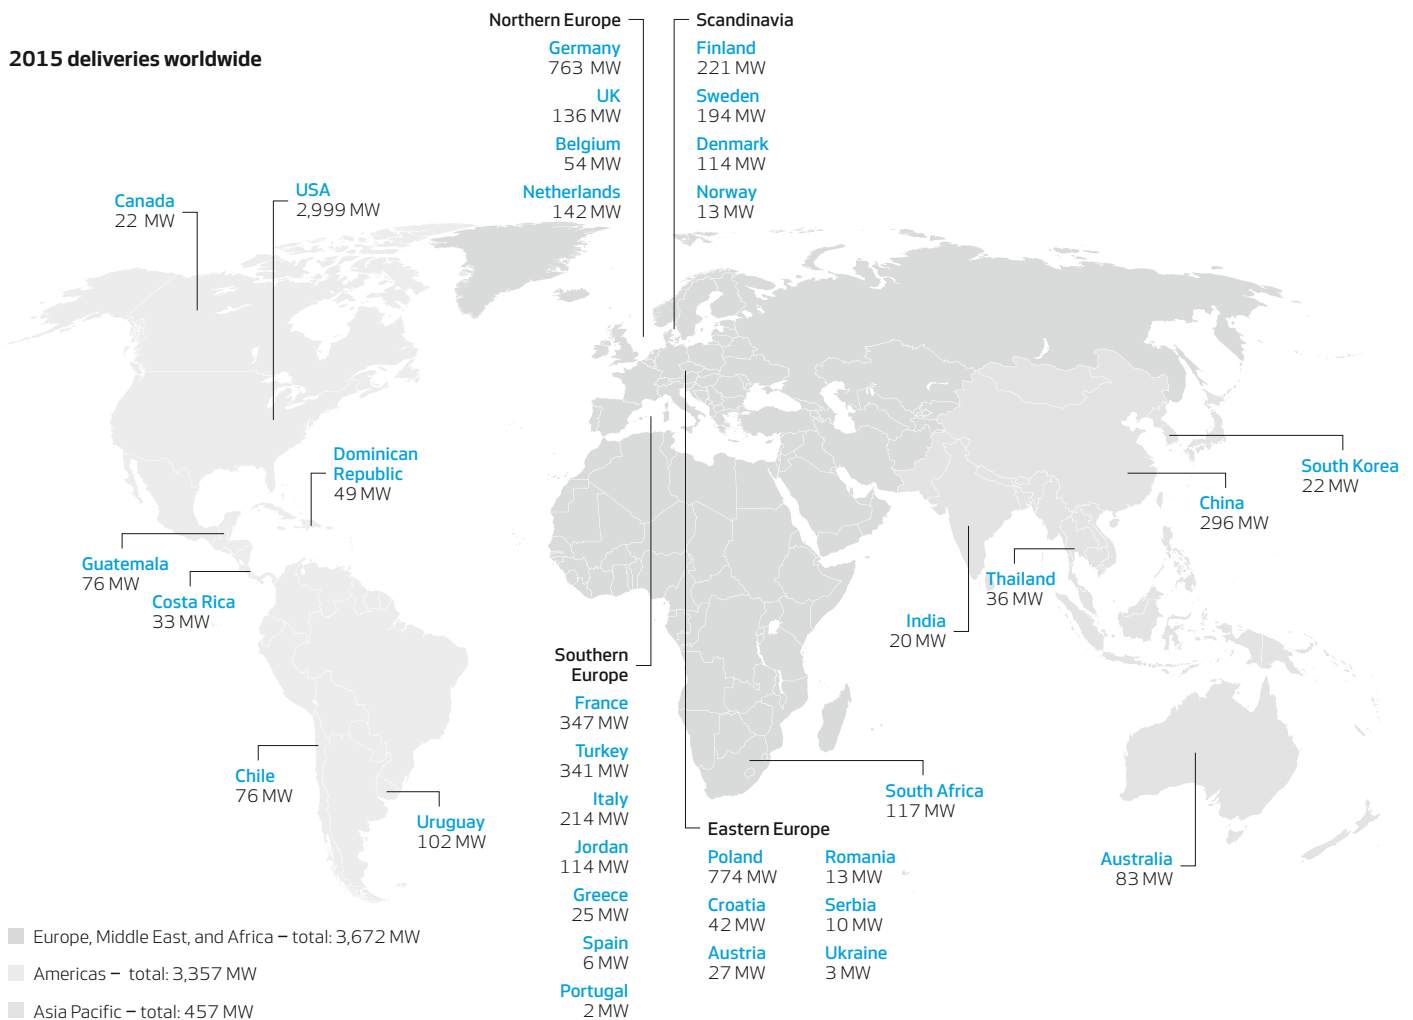 2015 deliveries worldwide
Northern Europe
Germany
763 MW
UK
136 MW
Belgium
54 MW
Netherlands
142 MW
Scandinavia
Finland
221 MW
Sweden
194 MW
Denmark
114 MW
Norway
13 MW
Canada
22 MW
USA
2,999 MW
Dominican
Republic
49 MW
Guatemala
76 MW
Costa Rica
33 MW
Chile
76 MW
Uruguay
102 MW
Southern
Europe
France
347 MW
Turkey
341 MW
Italy
214 MW
Jordan
114 MW
Greece
25 MW
Spain
6 MW
Portugal
2 MW
Eastern Europe
Poland
774 MW
Croatia
42 MW
Austria
27 MW
Romania
13 MW
Serbia
10 MW
Ukraine
3 MW
South Africa
117 MW
South Korea
22 MW
China
296 MW
Thailand
36 MW
India
20 MW
Australia
83 MW
Europe, Middle East, and Africa – total: 3,672 MW
Americas – total: 3,357 MW
Asia Pacific – total: 457 MW